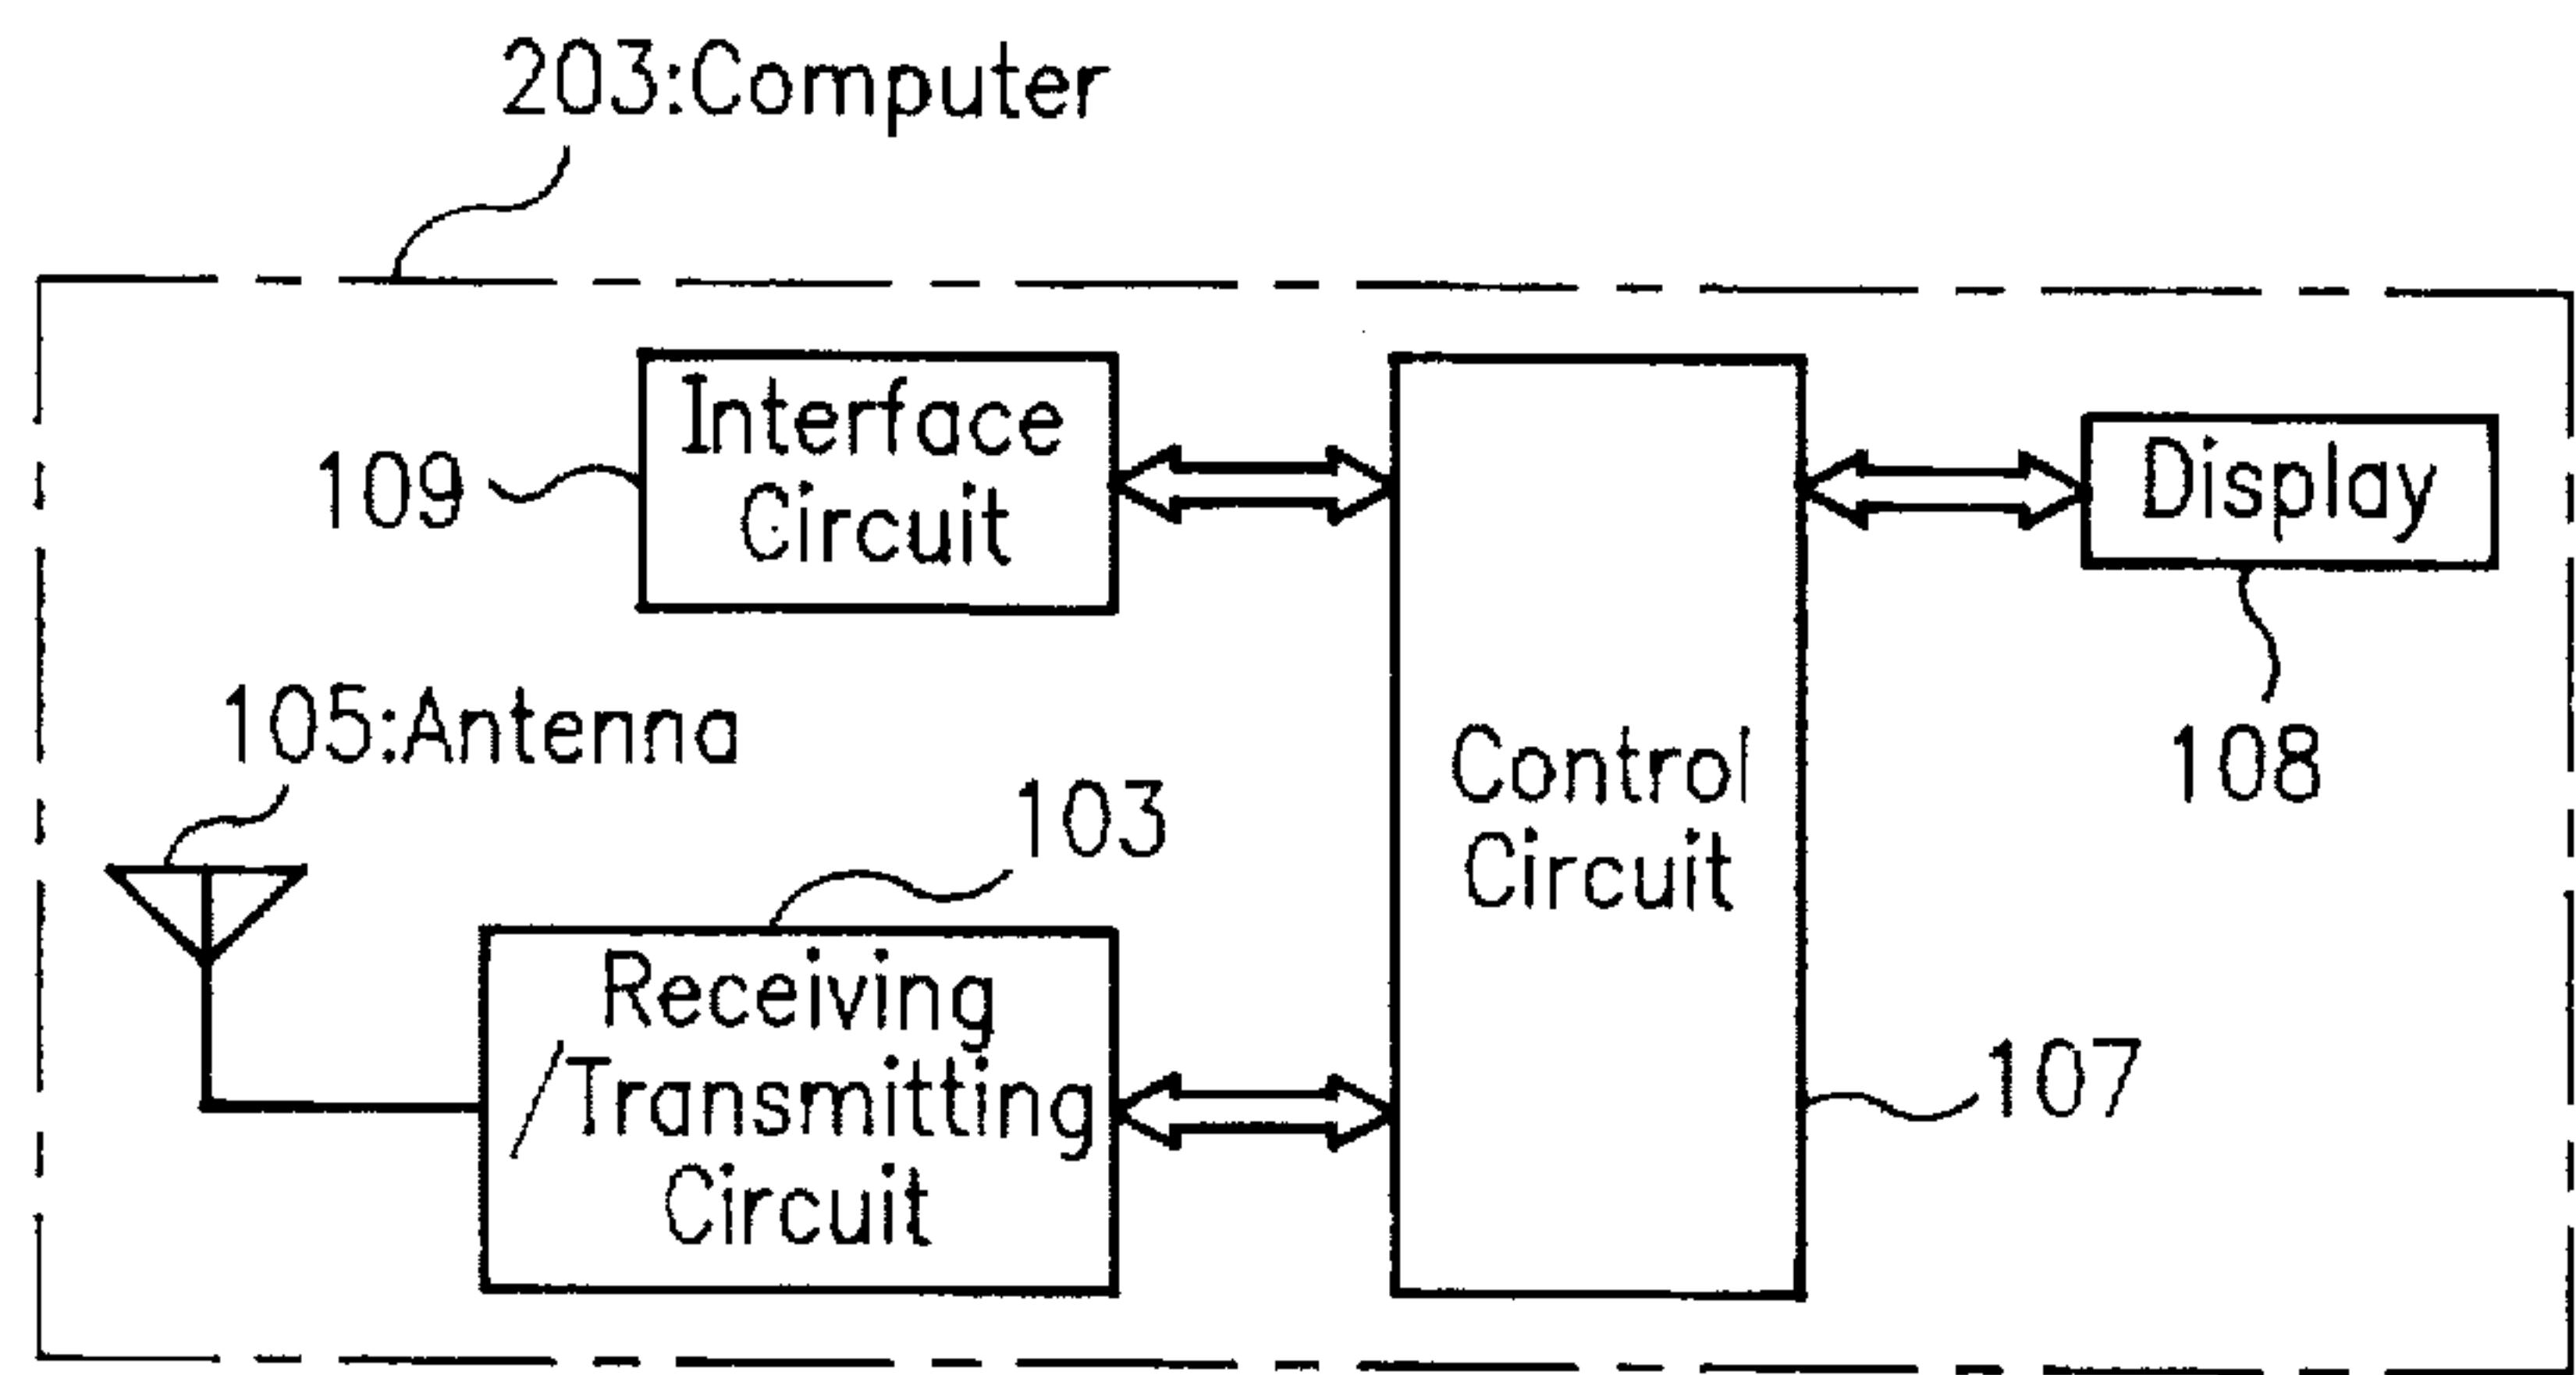 203:Computer
Interface
Circuit
109
Display
108
105:Antenna
103
Control
Circuit
Receiving
/Transmitting
Circuit
107